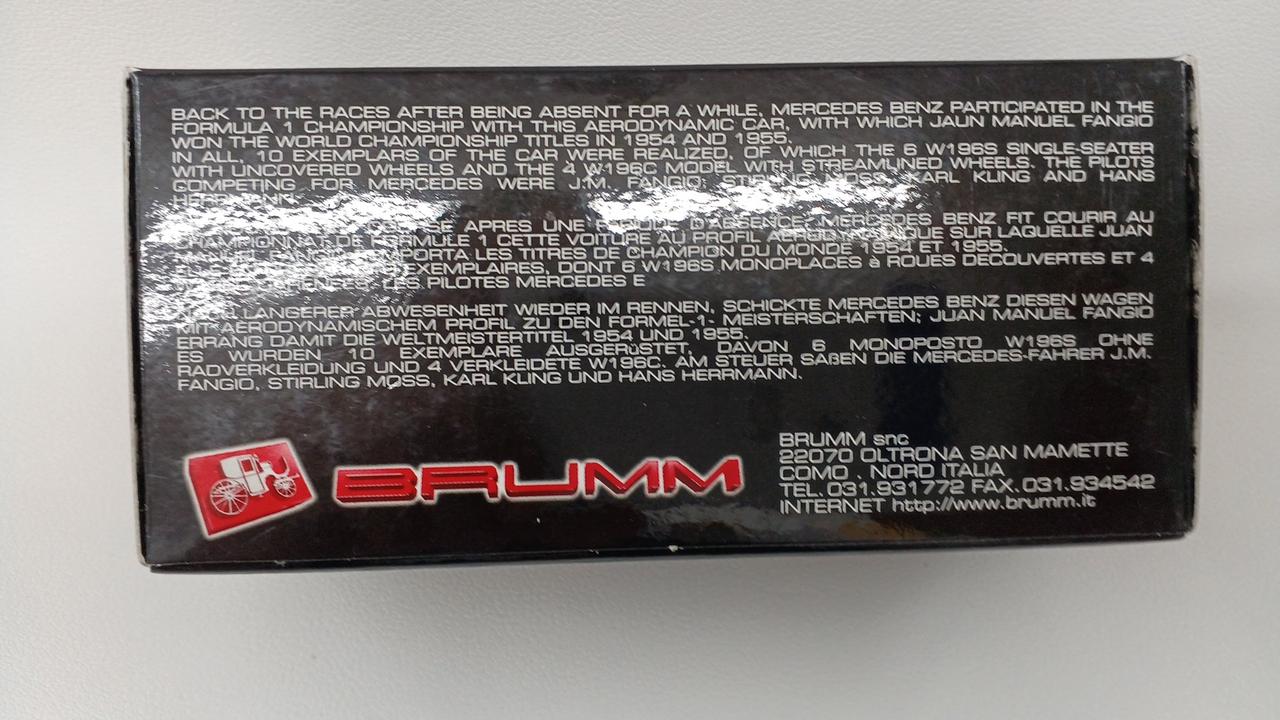 BACK TO THE RACES AFTER BEING ABSENT FOR A WHILE, MERCEDES BENZ PARTICIPATED IN THE
FORMULA 1 CHAMPIONSHIP WITH THIS AERODYNAMIC CAR, WITH WHICH JAUN MANUEL FANGIO
WON THE WORLD CHAMPIONSHIP TITLES IN 1954 AND 1955.
IN ALL, 10 EXEMPLARS OF THE CAR WERE REALIZED, OF WHICH THE 6 W196S SINGLE-SEATER
WITH UNCOVERED WHEELS AND THE 4 W196C MODEL WITH STREAMLINED WHEELS. THE PILOTS
COMPETING FOR MERCEDES WERE J.M. FANGIO, STIRLING MOSS, KARL KLING AND HANS
HERRMANN.
APRES UNE D'ABSENCE, MERCEDES BENZ FIT COURIR AU
CHAMPIONNAT DE FORMULE 1 CETTE VOITURE AU PROFIL AERODYNAMIQUE SUR LAQUELLE JUAN
MANUEL FANGIO REMPORTA LES TITRES DE CHAMPION DU MONDE 1954 ET 1955.
EXEMPLAIRES, DONT 6 W196S MONOPLACES à ROUES DECOUVERTES ET 4
LES PILOTES MERCEDES E
LANGERER ABWESENHEIT WIEDER IM RENNEN, SCHICKTE MERCEDES BENZ DIESEN WAGEN
MIT AERODYNAMISCHEM PROFIL ZU DEN FORMEL-1- MEISTERSCHAFTEN; JUAN MANUEL FANGIO
ERRANG DAMIT DIE WELTMEISTERTITEL 1954 UND 1955.
ES WURDEN 10 EXEMPLARE AUSGERüSTET, DAVON 6 MONOPOSTO W196S OHNE
RADVERKLEIDUNG UND 4 VERKLEIDETE W196C. AM STEUER SAßEN DIE MERCEDES-FAHRER J.M.
FANGIO, STIRLING MOSS, KARL KLING UND HANS HERRMANN.
BRUMM
BRUMM snc
22070 OLTRONA SAN MAMETTE
COMO . NORD ITALIA
TEL. 031.931772 FAX. 031.934542
INTERNET http://www.brumm.it